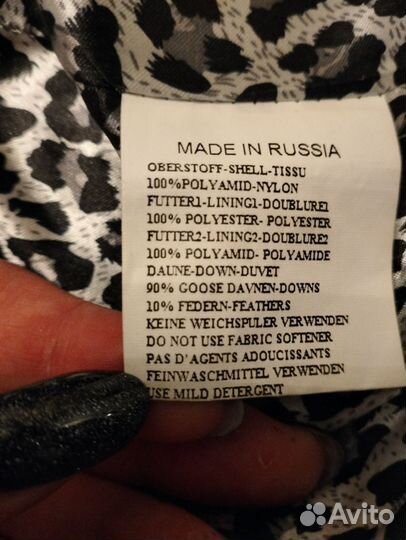 MADE IN RUSSIA
OBERSTOFF-SHELL-TISSU
100%POLYAMID-NYLON
FUTTER1-LINING1-DOUBLURE1
100% POLYESTER- POLYESTER
FUTTER2-LINING2-DOUBLURE2
100% POLYAMID- POLYAMIDE
DAUNE-DOWN-DUVET
90% GOOSE DAVNEN-DOWNS
10% FEDERN-FEATHERS
KEINE WEICHSPULER VERWENDEN
DO NOT USE FABRIC SOFTENER
PAS D'AGENTS ADOUCISSANTS
FEINWASCHMITTEL VERWENDEN
USE MILD DETERGENT
Avito